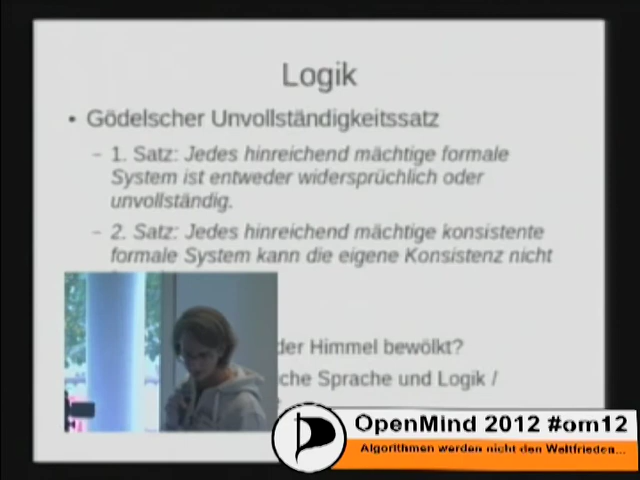 Logik
• Gödelscher Unvollständigkeitssatz
– 1. Satz: Jedes hinreichend mächtige formale
System ist entweder widersprüchlich oder
unvollständig.
– 2. Satz: Jedes hinreichend mächtige konsistente
formale System kann die eigene Konsistenz nicht
der Himmel bewölkt?
che Sprache und Logik /
OpenMind 2012 #om12
Algorithmen werden nicht den Weltfrieden...